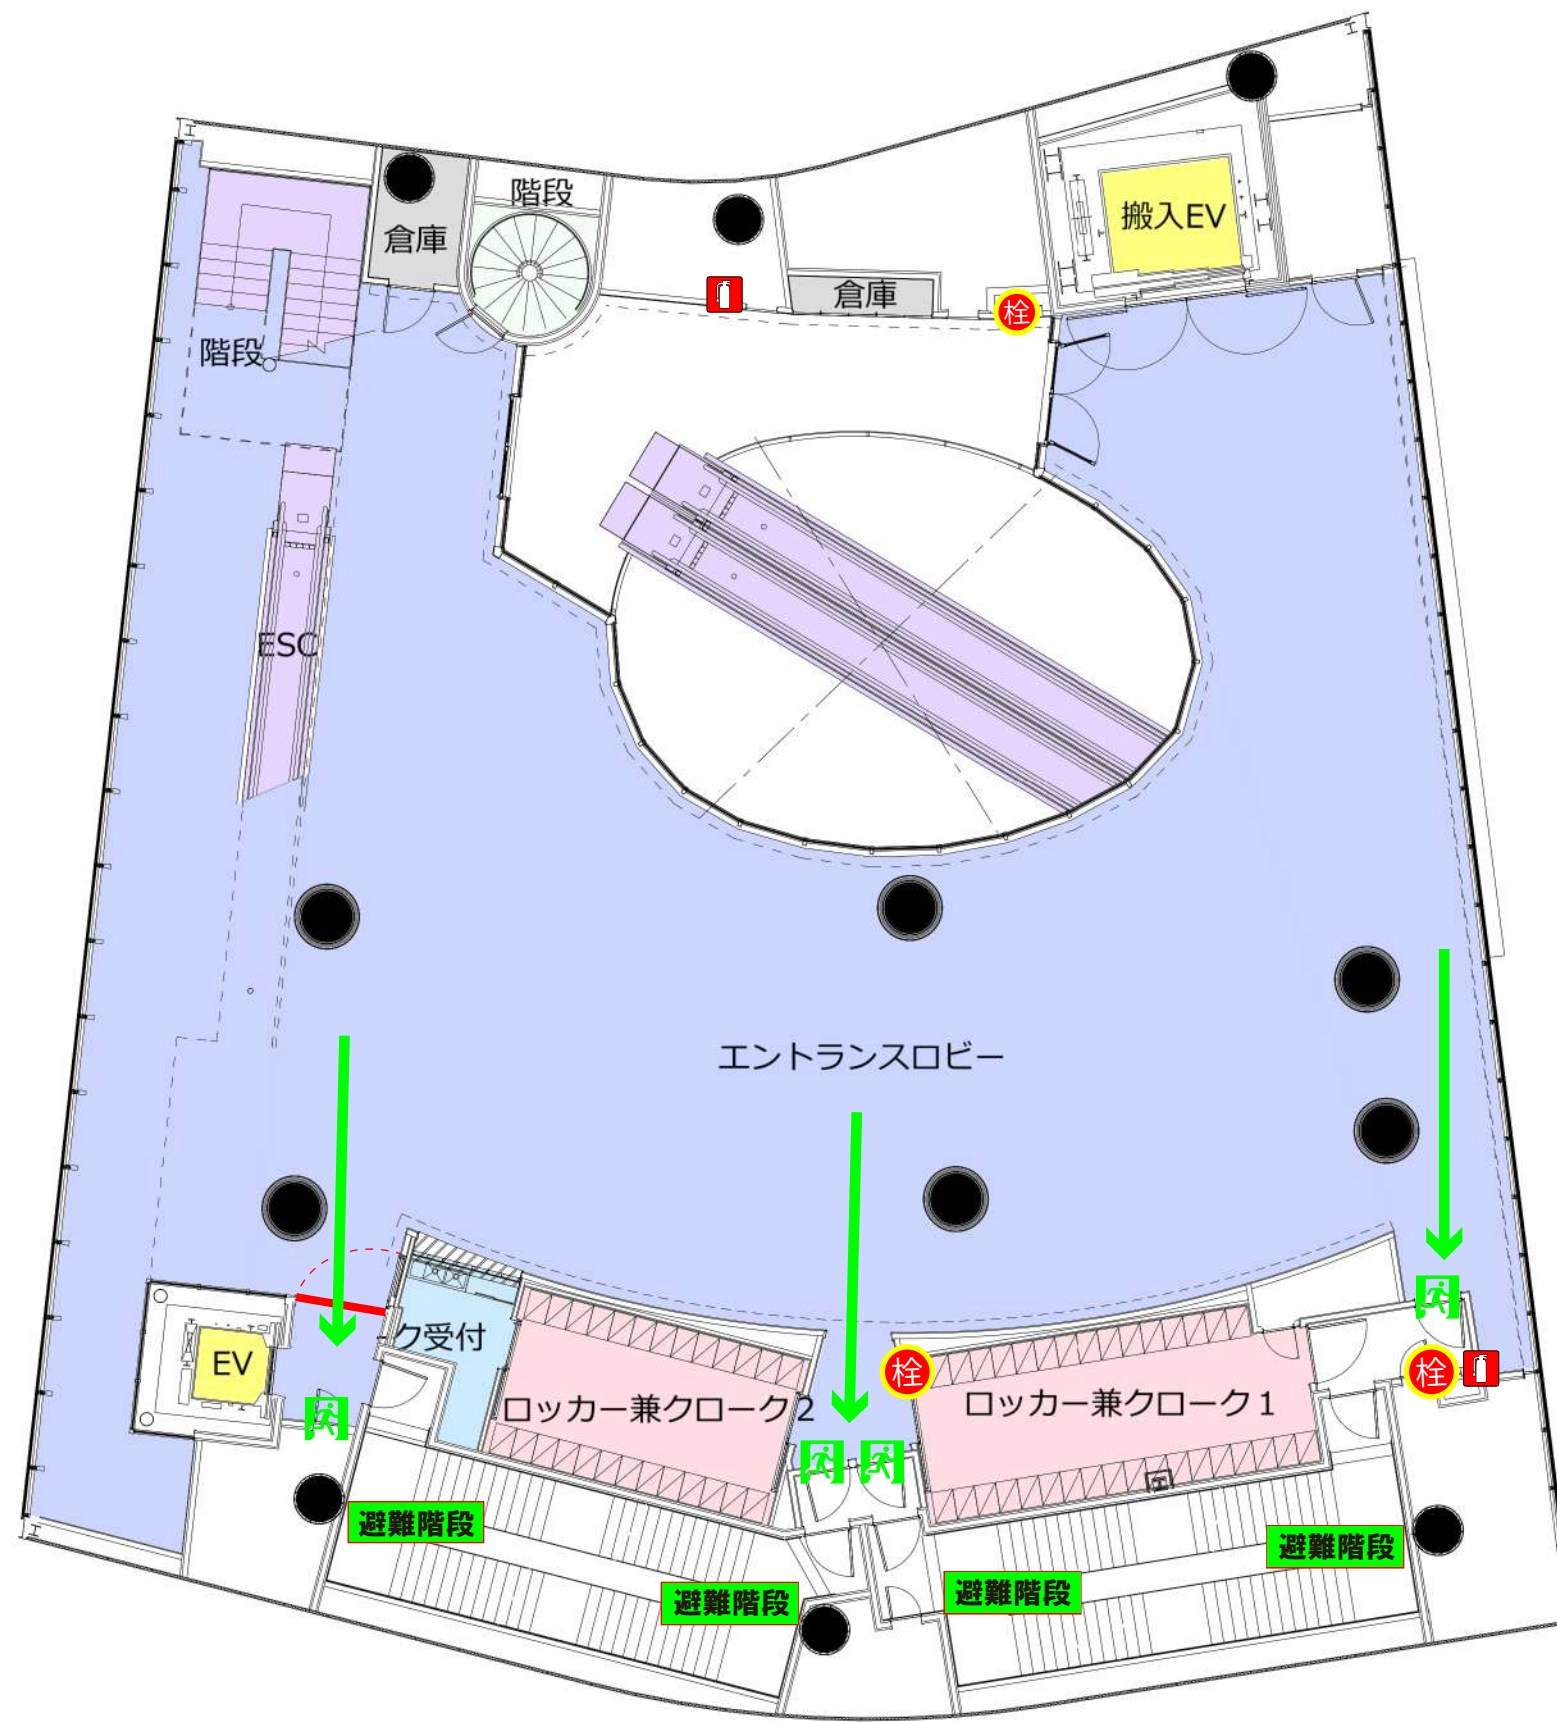 階段
倉庫
搬入EV
倉庫
栓
階段
ESC
エントランスロビー
ク受付
EV
栓
栓
ロッカー兼クローク2
ロッカー兼クローク1
避難階段
避難階段
避難階段
避難階段